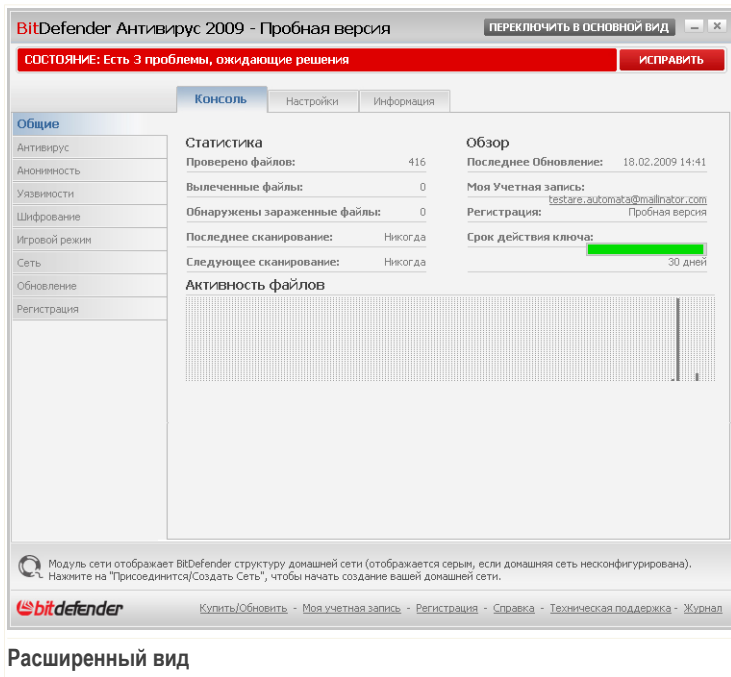 BitDefender Антивирус 2009 - Пробная версия
ПЕРЕКЛЮЧИТЬ В ОСНОВНОЙ ВИД
СОСТОЯНИЕ: Есть 3 проблемы, ожидающие решения
ИСПРАВИТЬ
Консоль
Настройки
Информация
Общие
Антивирус
Анонимность
Уязвимости
Шифрование
Игровой режим
Сеть
Обновление
Регистрация
Статистика
Проверено файлов: 416
Вылеченные файлы: 0
Обнаружены зараженные файлы: 0
Последнее сканирование: Никогда
Следующее сканирование: Никогда
Обзор
Последнее Обновление: 18.02.2009 14:41
Моя Учетная запись:
testare.automata@mailinator.com
Регистрация: Пробная версия
Срок действия ключа:
30 дней
Активность файлов
Модуль сети отображает BitDefender структуру домашней сети (отображается серым, если домашняя сеть несконфигурирована).
Нажмите на "Присоединится/Создать Сеть", чтобы начать создание вашей домашней сети.
bitdefender
Купить/Обновить - Моя учетная запись - Регистрация - Справка - Техническая поддержка - Журнал
Расширенный вид